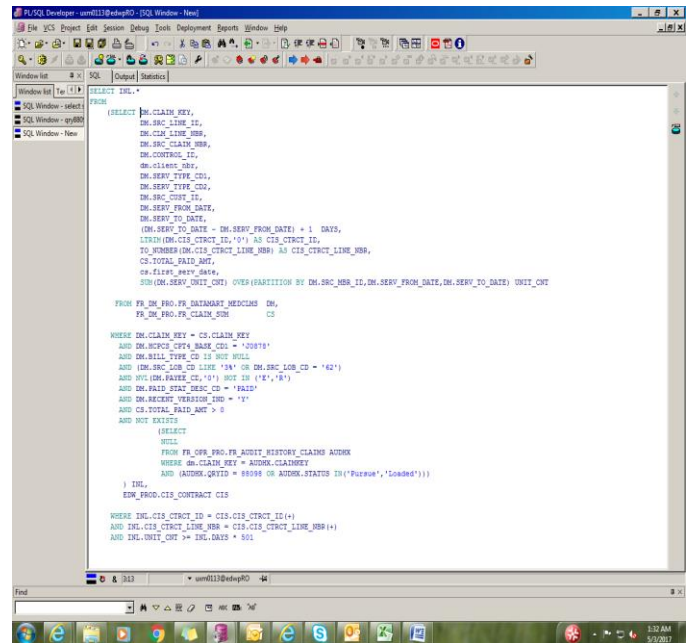 PL/SQL Developer - usm0113@edwpRO - [SQL Window - New]
File VCS Project Edit Session Debug Tools Deployment Reports Window Help
Window list
SQL Output Statistics
Window list
SQL Window - select s
SQL Window - New
SELECT INL.*
FROM
(SELECT DM.CLAIM_KEY,
DM.SRC_LINE_ID,
DM.CLM_LINE_NBR,
DM.SRC_CLAIM_NBR,
DM.CONTROL_ID,
dm.client_nbr,
DM.SERV_TYPE_CD1,
DM.SERV_TYPE_CD2,
DM.SRC_CUST_ID,
DM.SERV_FROM_DATE,
DM.SERV_TO_DATE,
(DM.SERV_TO_DATE - DM.SERV_FROM_DATE) + 1 DAYS,
LTRIM(DM.CIS_CTRCT_ID,'0') AS CIS_CTRCT_ID,
TO_NUMBER(DM.CIS_CTRCT_LINE_NBR) AS CIS_CTRCT_LINE_NBR,
CS.TOTAL_PAID_AMT,
cs.first_serv_date,
SUM(DM.SERV_UNIT_CNT) OVER(PARTITION BY DM.SRC_MBR_ID,DM.SERV_FROM_DATE,DM.SERV_TO_DATE) UNIT_CNT
FROM FR_DM_PRO.FR_DATAMART_MEDCLMS DM,
FR_DM_PRO.FR_CLAIM_SUM CS
WHERE DM.CLAIM_KEY = CS.CLAIM_KEY
AND DM.HCPCS_CPT4_BASE_CD1 = 'J0878'
AND DM.BILL_TYPE_CD IS NOT NULL
AND (DM.SRC_LOB_CD LIKE '3%' OR DM.SRC_LOB_CD = '62')
AND NVL(DM.PAYEE_CD,'0') NOT IN ('E','R')
AND DM.PAID_STAT_DESC_CD = 'PAID'
AND DM.RECENT_VERSION_IND = 'Y'
AND CS.TOTAL_PAID_AMT > 0
AND NOT EXISTS
(SELECT
NULL
FROM FR_OPR_PRO.FR_AUDIT_HISTORY_CLAIMS AUDHX
WHERE dm.CLAIM_KEY = AUDHX.CLAIMKEY
AND (AUDHX.QRYID = 88098 OR AUDHX.STATUS IN('Pursue','Loaded')))
) INL,
EDW_PROD.CIS_CONTRACT CIS
WHERE INL.CIS_CTRCT_ID = CIS.CIS_CTRCT_ID(+)
AND INL.CIS_CTRCT_LINE_NBR = CIS.CIS_CTRCT_LINE_NBR(+)
AND INL.UNIT_CNT >= INL.DAYS * 501
3:13 usm0113@edwpRO
Find
1:32 AM
5/3/2017